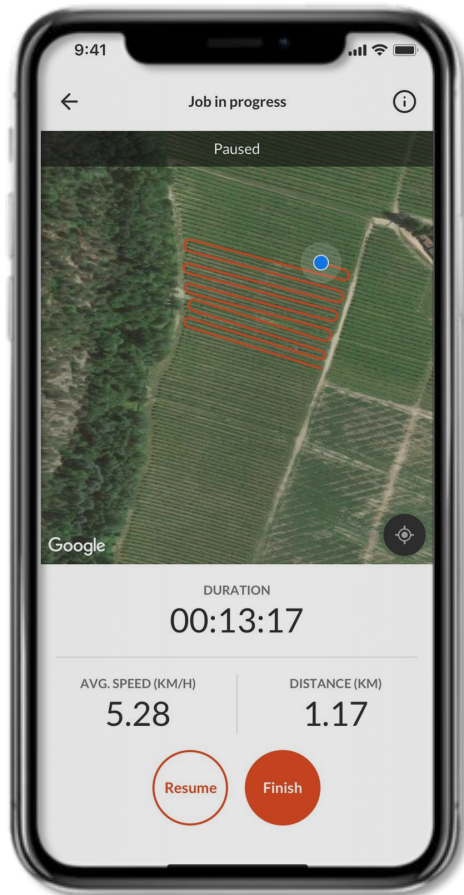 9:41
Job in progress
Paused
Google
DURATION
00:13:17
AVG. SPEED (KM/H)
DISTANCE (KM)
5.28
1.17
Resume
Finish